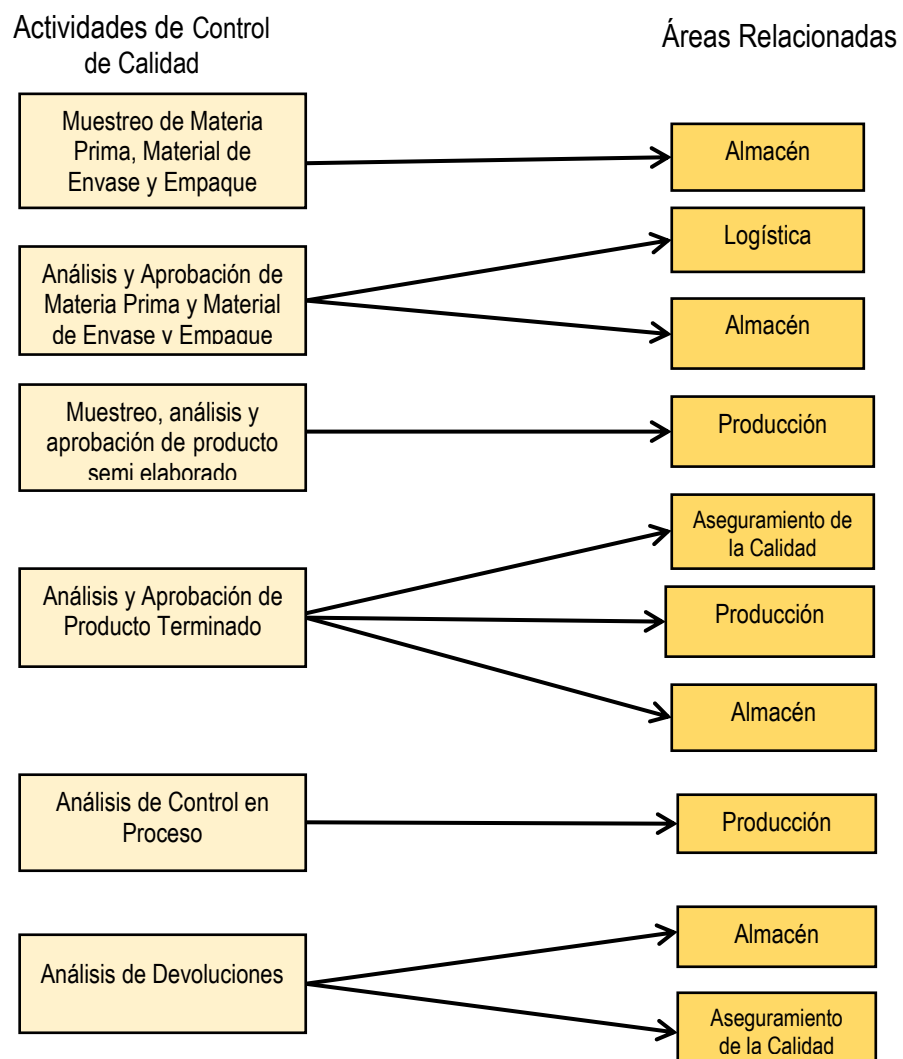 Actividades de Control
de Calidad
Áreas Relacionadas
Muestreo de Materia
Prima, Material de
Envase y Empaque
Almacén
Análisis y Aprobación de
Materia Prima y Material
de Envase y Empaque
Logística
Almacén
Muestreo, análisis y
aprobación de producto
semi elaborado
Producción
Análisis y Aprobación de
Producto Terminado
Aseguramiento de
la Calidad
Producción
Almacén
Análisis de Control en
Proceso
Producción
Análisis de Devoluciones
Almacén
Aseguramiento
de la Calidad